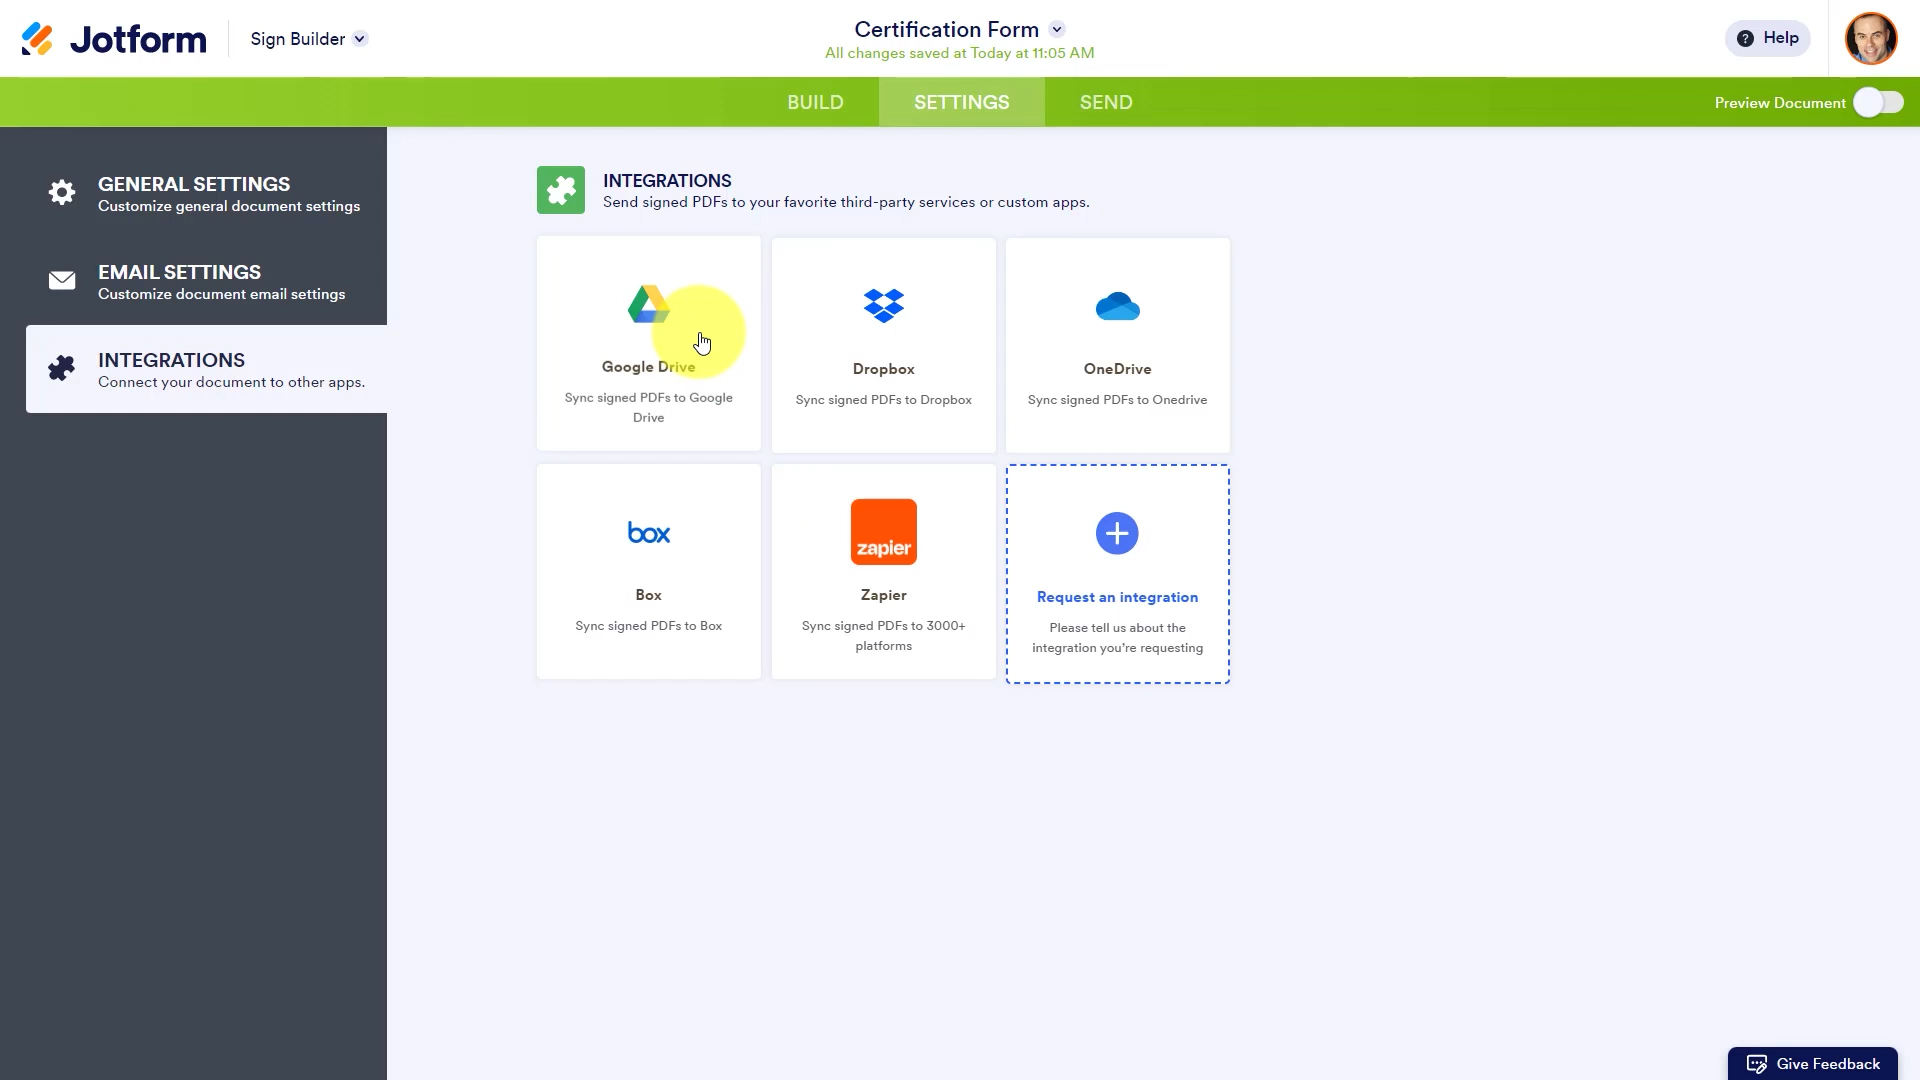 Jotform
Sign Builder
Certification Form
All changes saved at Today at 11:05 AM
Help
BUILD
SETTINGS
SEND
Preview Document
GENERAL SETTINGS
Customize general document settings
EMAIL SETTINGS
Customize document email settings
INTEGRATIONS
Connect your document to other apps.
INTEGRATIONS
Send signed PDFs to your favorite third-party services or custom apps.
Google Drive
Sync signed PDFs to Google
Drive
Dropbox
Sync signed PDFs to Dropbox
OneDrive
Sync signed PDFs to Onedrive
box
Box
Sync signed PDFs to Box
zapier
Zapier
Sync signed PDFs to 3000+
platforms
Request an integration
Please tell us about the
integration you're requesting
Give Feedback